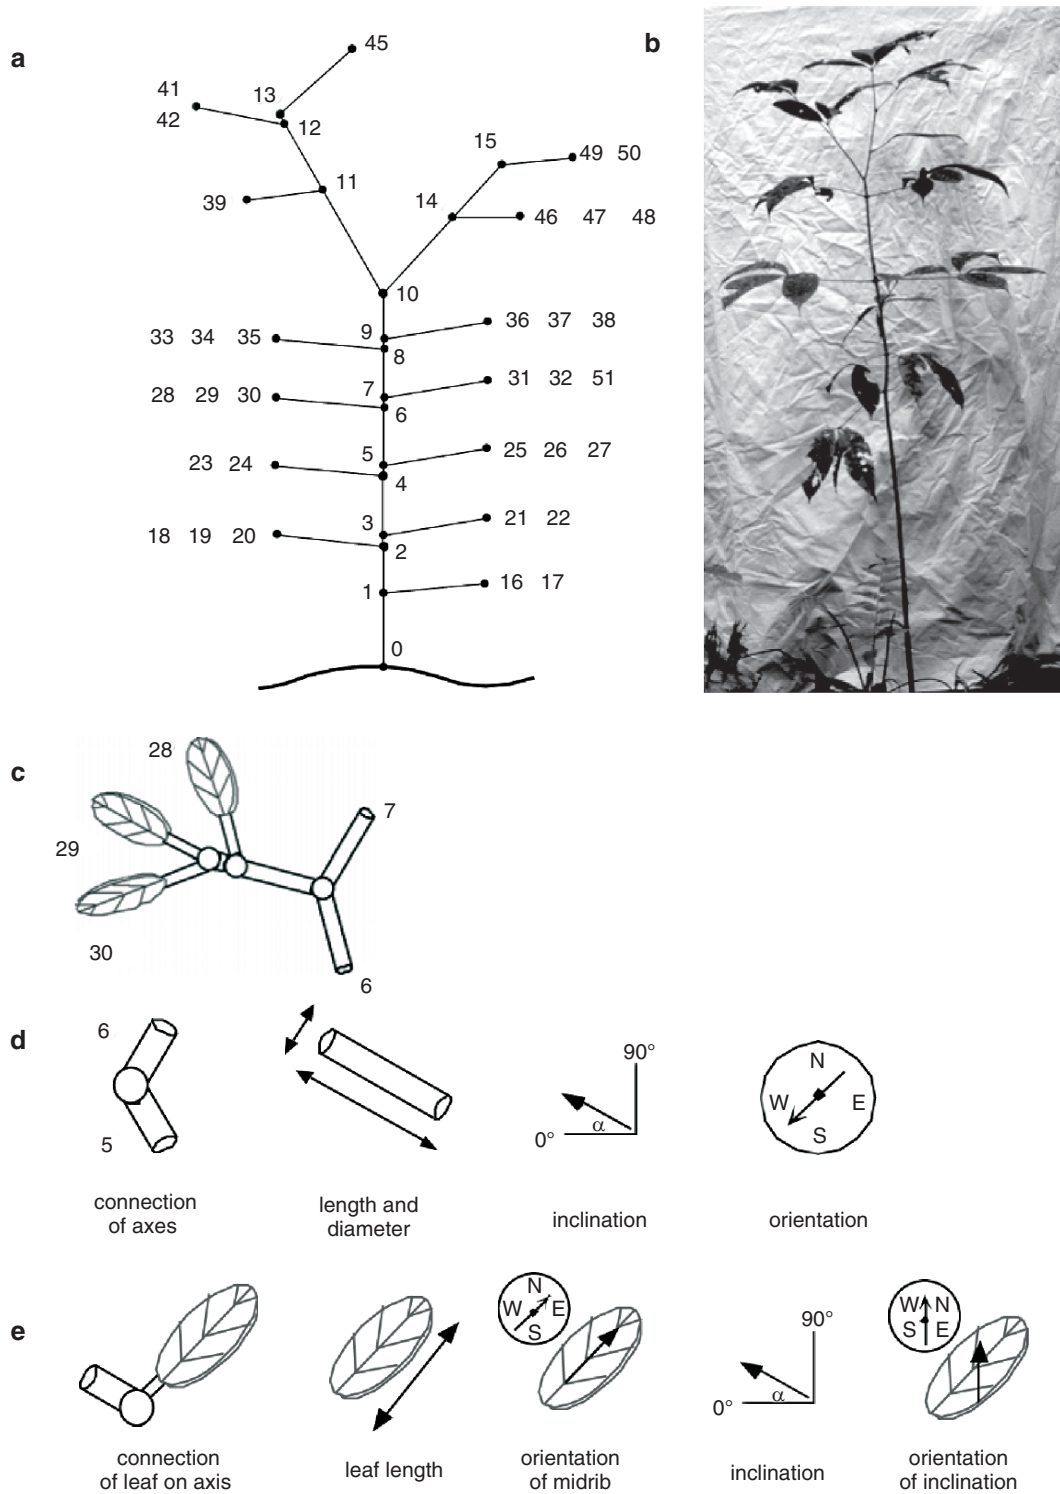 a
b
45
41
13
42
12
15
49 50
11
39
14
46 47 48
10
36 37 38
33 34 35
9
8
31 32 51
28 29 30
7
6
25 26 27
23 24
5
4
21 22
18 19 20
3
2
16 17
1
0
c
28
7
29
30
6
d
6
5
90°
0°
α
N
W E
S
connection
of axes
length and
diameter
inclination
orientation
e
N
W E
S
90°
0°
α
W N
S E
connection
of leaf on axis
leaf length
orientation
of midrib
inclination
orientation
of inclination